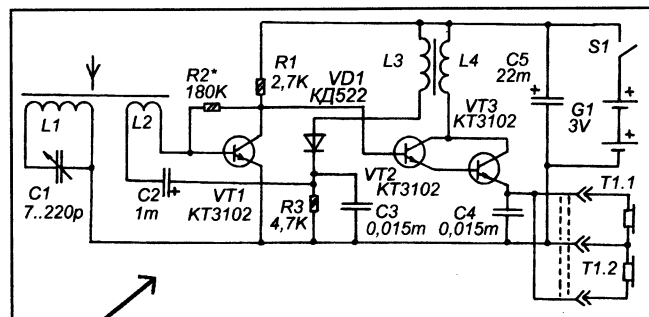 R2*
180K
R1
2,7K
VD1
КД522
L3
L4
C5
22m
S1
VT3
КТ3102
G1
3V
L1
L2
C1
7..220p
C2
1m
VT1
КТ3102
R3
4,7K
VT2
КТ3102
C3
0,015m
C4
0,015m
T1.1
T1.2